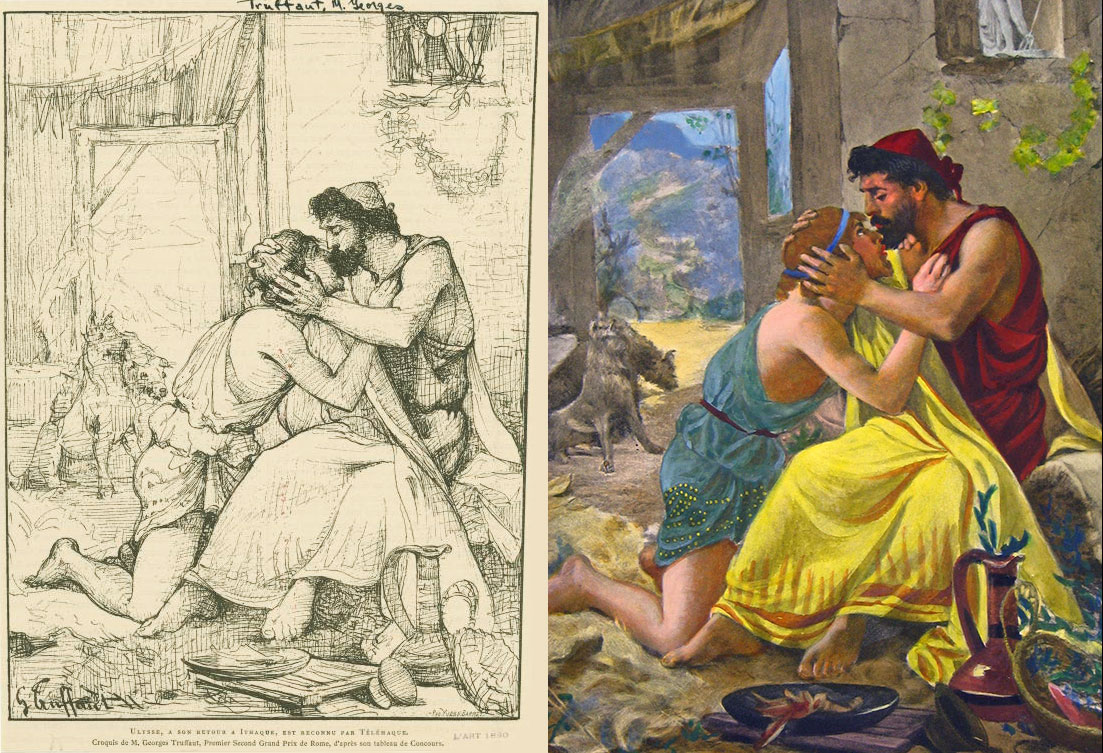 Truffaut, M. Georges
G. Truffaut
ULYSSE, A SON RETOUR A ITHAQUE, EST RECONNU PAR TÉLÉMAQUE.
Croquis de M. Georges Truffaut, Premier Second Grand Prix de Rome, d'après son tableau de Concours.
L'ART 1890